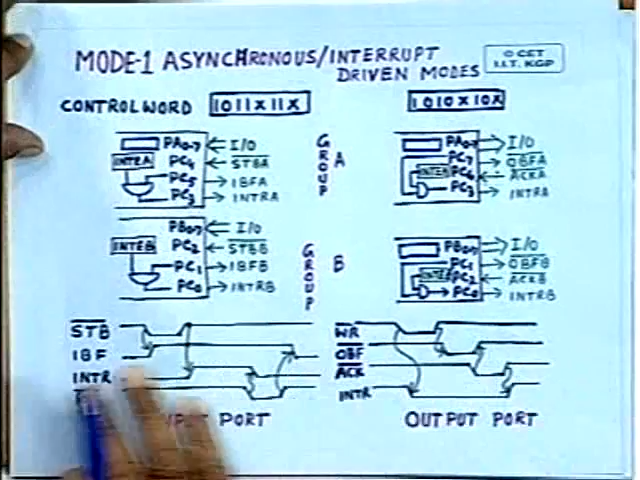 MODE-1 ASYNCHRONOUS/INTERRUPT
DRIVEN MODES
© CET
I.I.T. KGP
CONTROL WORD 1011X11X
1010X10X
PA0-7 I/O
INTEA PC4 STBA
PC5 IBFA
PC3 INTRA
GROUP A
PA0-7 I/O
PC7 OBFA
INTEA PC6 ACKA
PC3 INTRA
PB0-7 I/O
INTEB PC2 STBB
PC1 IBFB
PC0 INTRB
GROUP B
PB0-7 I/O
PC1 OBFB
INTEB PC2 ACKB
PC0 INTRB
STB
IBF
INTR
PUT PORT
WR
OBF
ACK
INTR
OUTPUT PORT